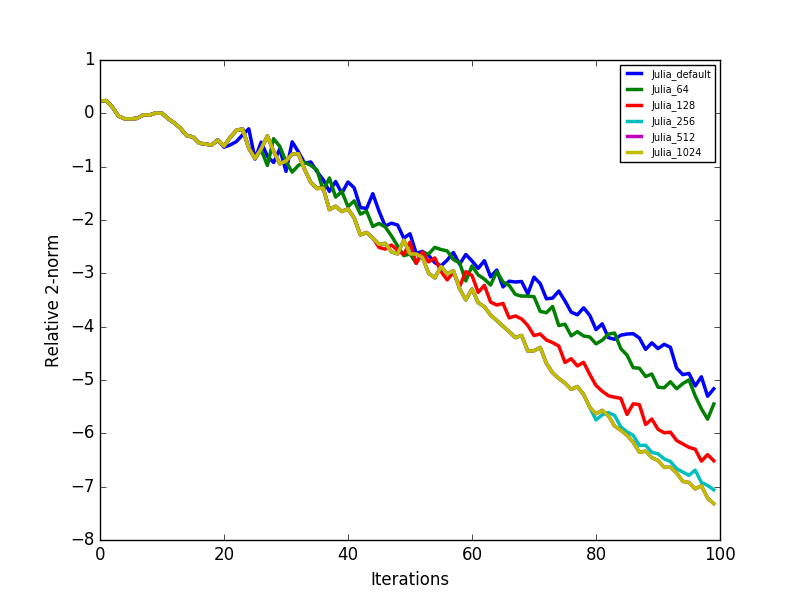 1
0
−1
−2
−3
−4
−5
−6
−7
−8
Relative 2-norm
0 20 40 60 80 100
Iterations
Julia_default
Julia_64
Julia_128
Julia_256
Julia_512
Julia_1024